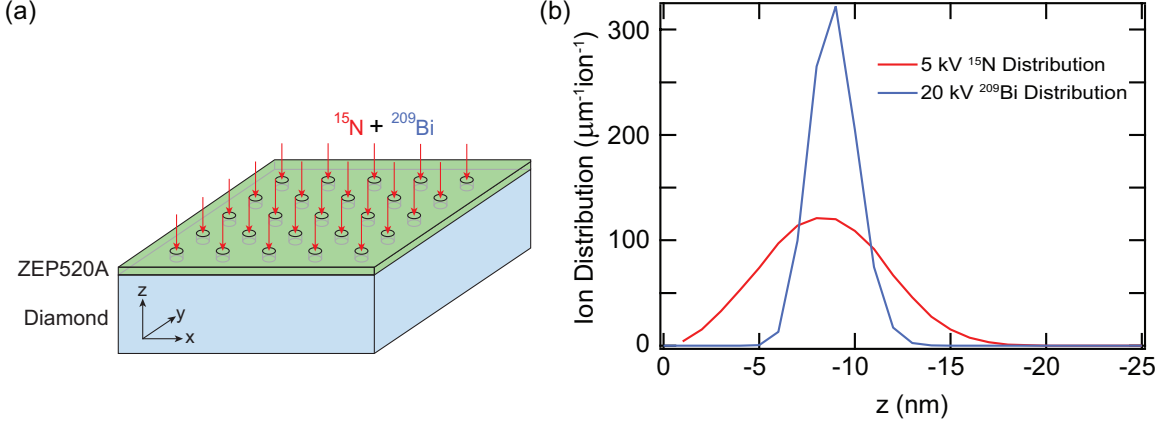 (a)
¹⁵N + ²⁰⁹Bi
ZEP520A
Diamond
z
y
x
(b)
Ion Distribution (μm⁻¹ion⁻¹)
300
200
100
0
5 kV ¹⁵N Distribution
20 kV ²⁰⁹Bi Distribution
0
-5
-10
-15
-20
-25
z (nm)